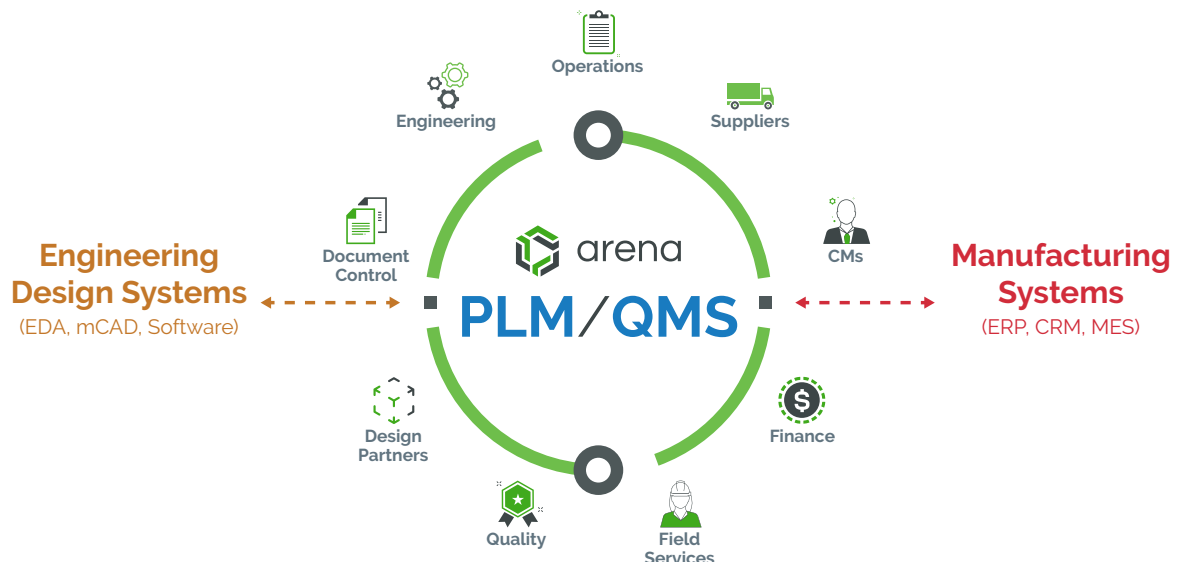 Operations
Engineering
Suppliers
Document
Control
CMs
arena
PLM/QMS
Engineering
Design Systems
(EDA, mCAD, Software)
Manufacturing
Systems
(ERP, CRM, MES)
Design
Partners
Finance
Quality
Field
Services